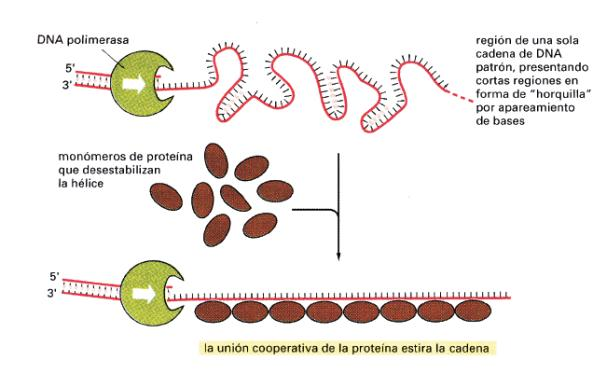 DNA polimerasa
5'
3'
región de una sola
cadena de DNA
patrón, presentando
cortas regiones en
forma de "horquilla"
por apareamiento
de bases
monómeros de proteína
que desestabilizan
la hélice
5'
3'
la unión cooperativa de la proteína estira la cadena